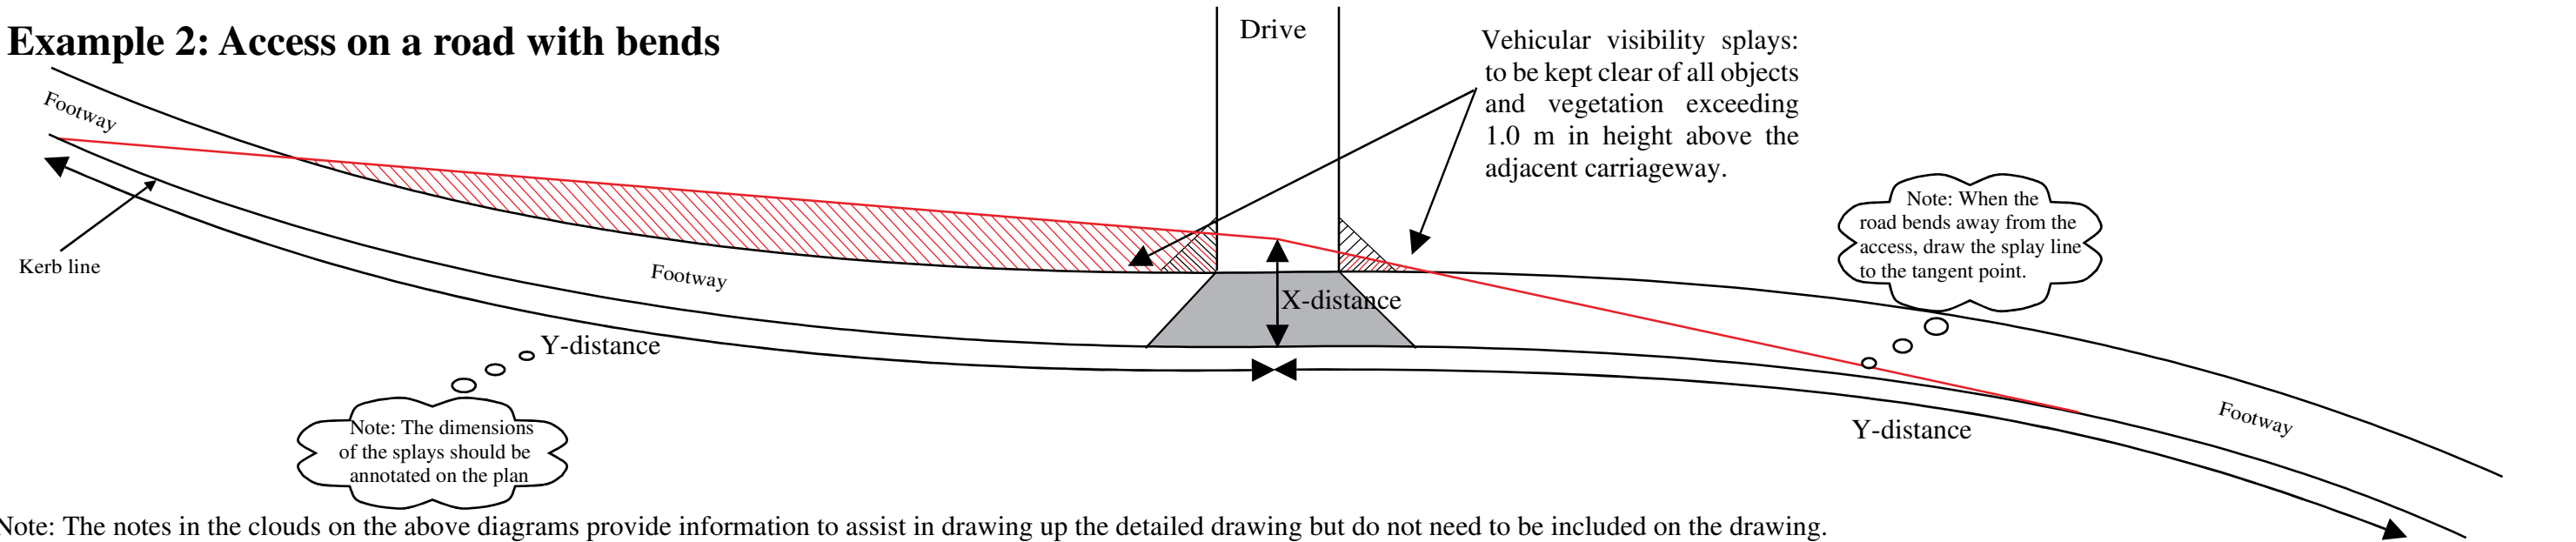 Example 2: Access on a road with bends
Drive
Vehicular visibility splays:
to be kept clear of all objects
and vegetation exceeding
1.0 m in height above the
adjacent carriageway.
Footway
Note: When the
road bends away from the
access, draw the splay line
to the tangent point.
Kerb line
Footway
X-distance
Y-distance
Footway
Y-distance
Note: The dimensions
of the splays should be
annotated on the plan
Note: The notes in the clouds on the above diagrams provide information to assist in drawing up the detailed drawing but do not need to be included on the drawing.